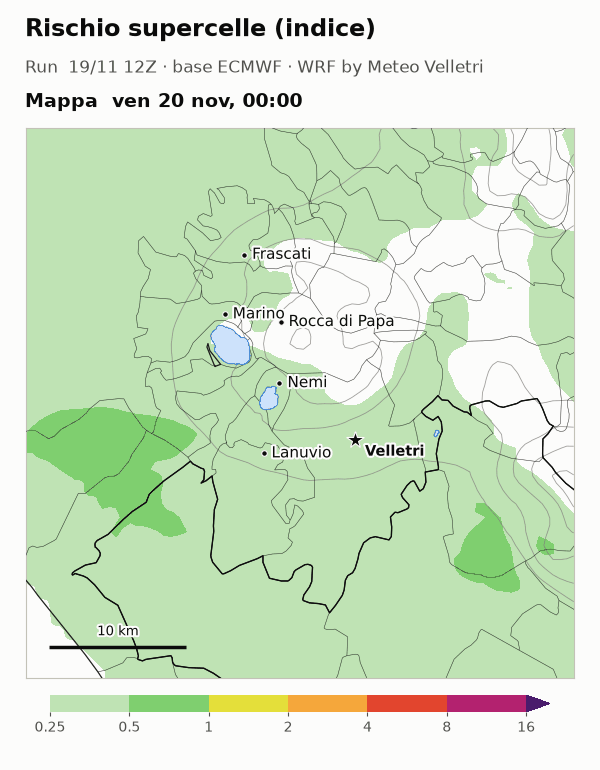 Rischio supercelle (indice)
Run 19/11 12Z · base ECMWF · WRF by Meteo Velletri
Mappa ven 20 nov, 00:00
Frascati
Marino
Rocca di Papa
Nemi
Velletri
Lanuvio
10 km
0.25 0.5 1 2 4 8 16